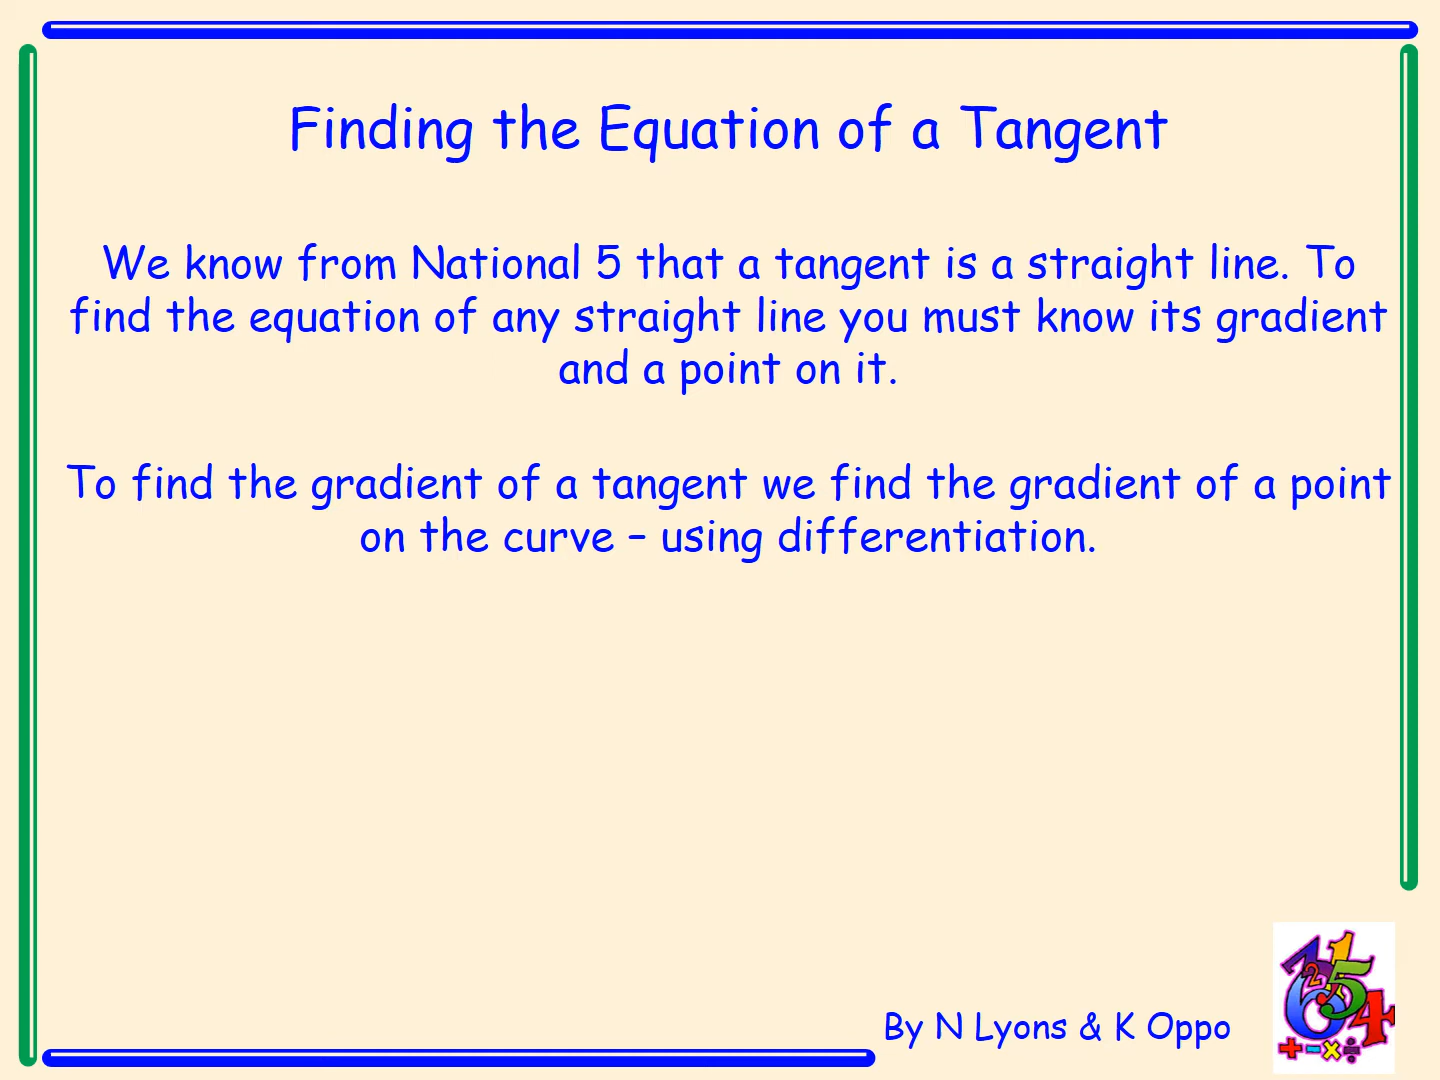 Finding the Equation of a Tangent
We know from National 5 that a tangent is a straight line. To
find the equation of any straight line you must know its gradient
and a point on it.
To find the gradient of a tangent we find the gradient of a point
on the curve – using differentiation.
By N Lyons & K Oppo